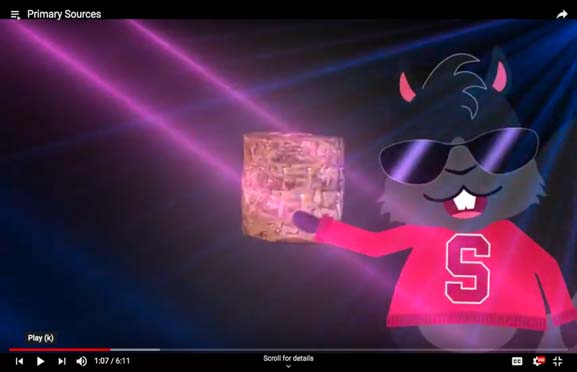 Primary Sources
S
Play (k)
1:07 / 6:11
Scroll for details